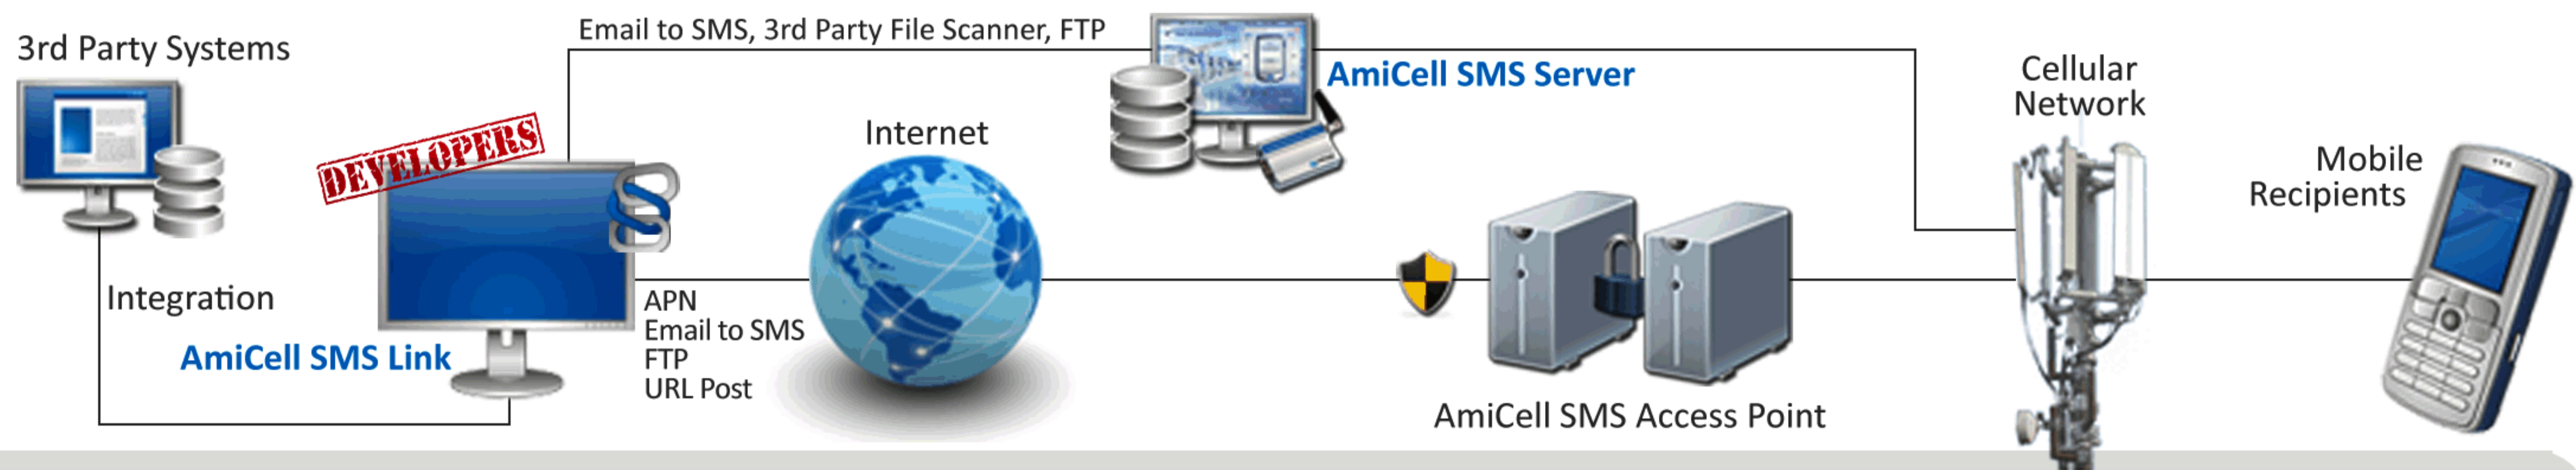 3rd Party Systems
Integration
DEVELOPERS
AmiCell SMS Link
Email to SMS, 3rd Party File Scanner, FTP
APN
Email to SMS
FTP
URL Post
Internet
AmiCell SMS Server
AmiCell SMS Access Point
Cellular
Network
Mobile
Recipients